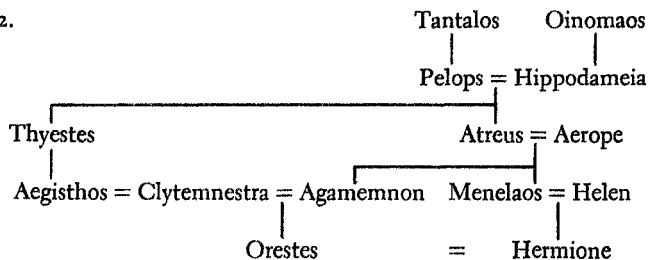 2.
Tantalos Oinomaos
Pelops = Hippodameia
Thyestes Atreus = Aerope
Aegisthos = Clytemnestra = Agamemnon Menelaos = Helen
Orestes = Hermione